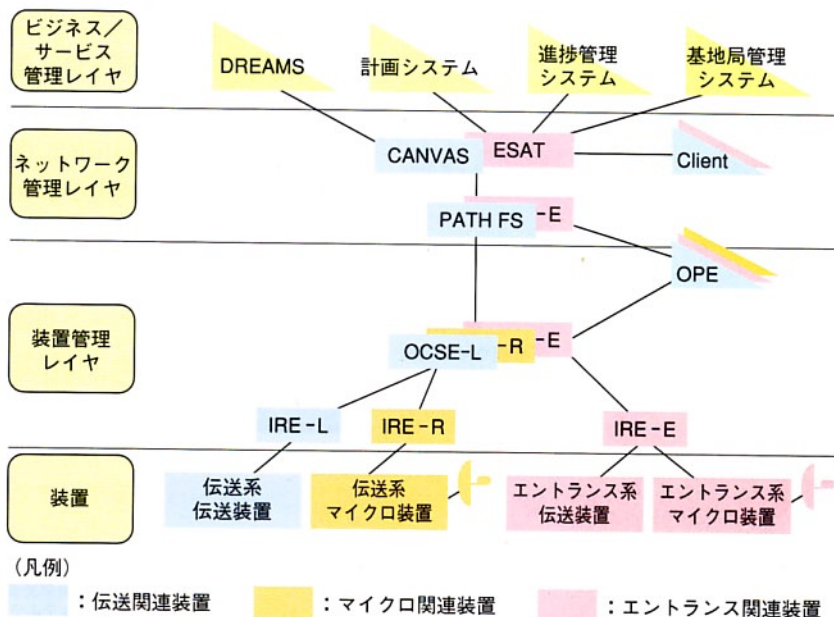 ビジネス／
サービス
管理レイヤ
DREAMS
計画システム
進捗管理
システム
基地局管理
システム
ネットワーク
管理レイヤ
CANVAS
ESAT
Client
PATH FS
-E
OPE
装置管理
レイヤ
OCSE-L
-R
-E
IRE-L
IRE-R
IRE-E
装置
伝送系
伝送装置
伝送系
マイクロ装置
エントランス系
伝送装置
エントランス系
マイクロ装置
(凡例)
：伝送関連装置
：マイクロ関連装置
：エントランス関連装置